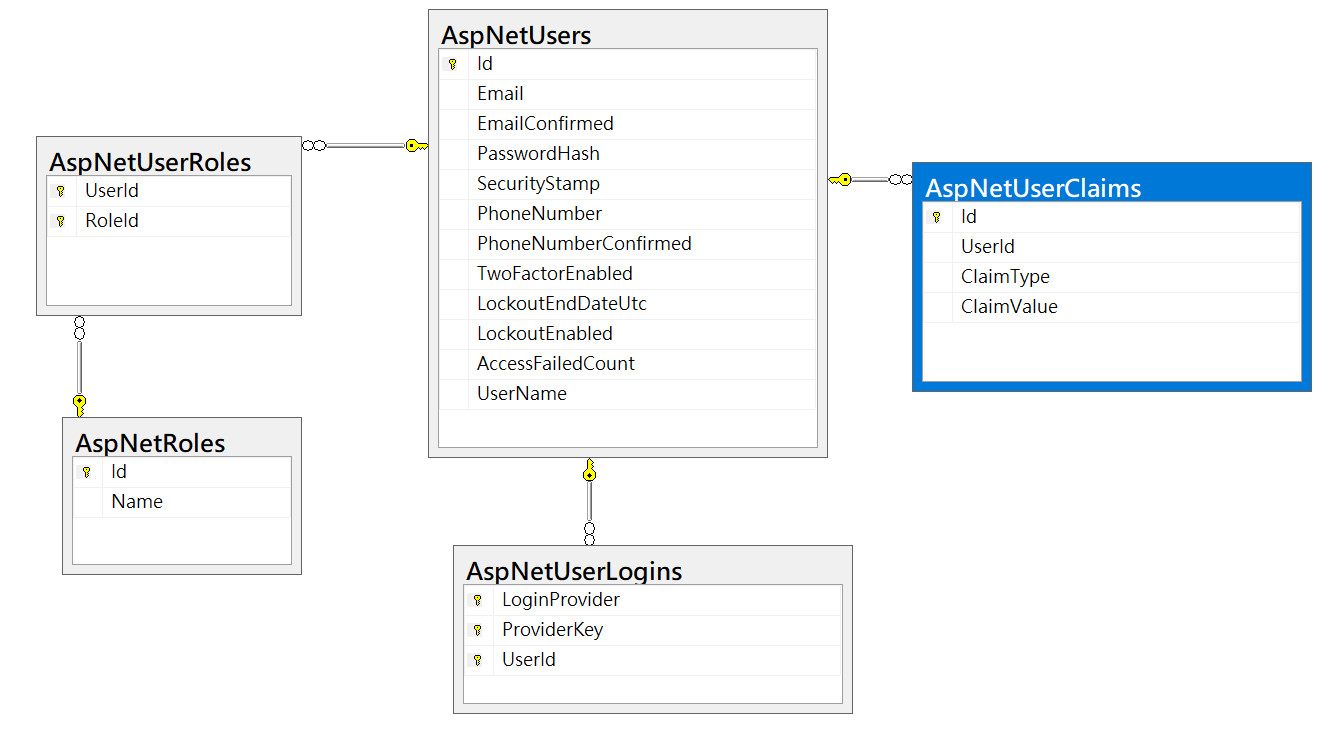 AspNetUsers
Id
Email
EmailConfirmed
PasswordHash
SecurityStamp
PhoneNumber
PhoneNumberConfirmed
TwoFactorEnabled
LockoutEndDateUtc
LockoutEnabled
AccessFailedCount
UserName
AspNetUserRoles
UserId
RoleId
AspNetUserClaims
Id
UserId
ClaimType
ClaimValue
AspNetRoles
Id
Name
AspNetUserLogins
LoginProvider
ProviderKey
UserId